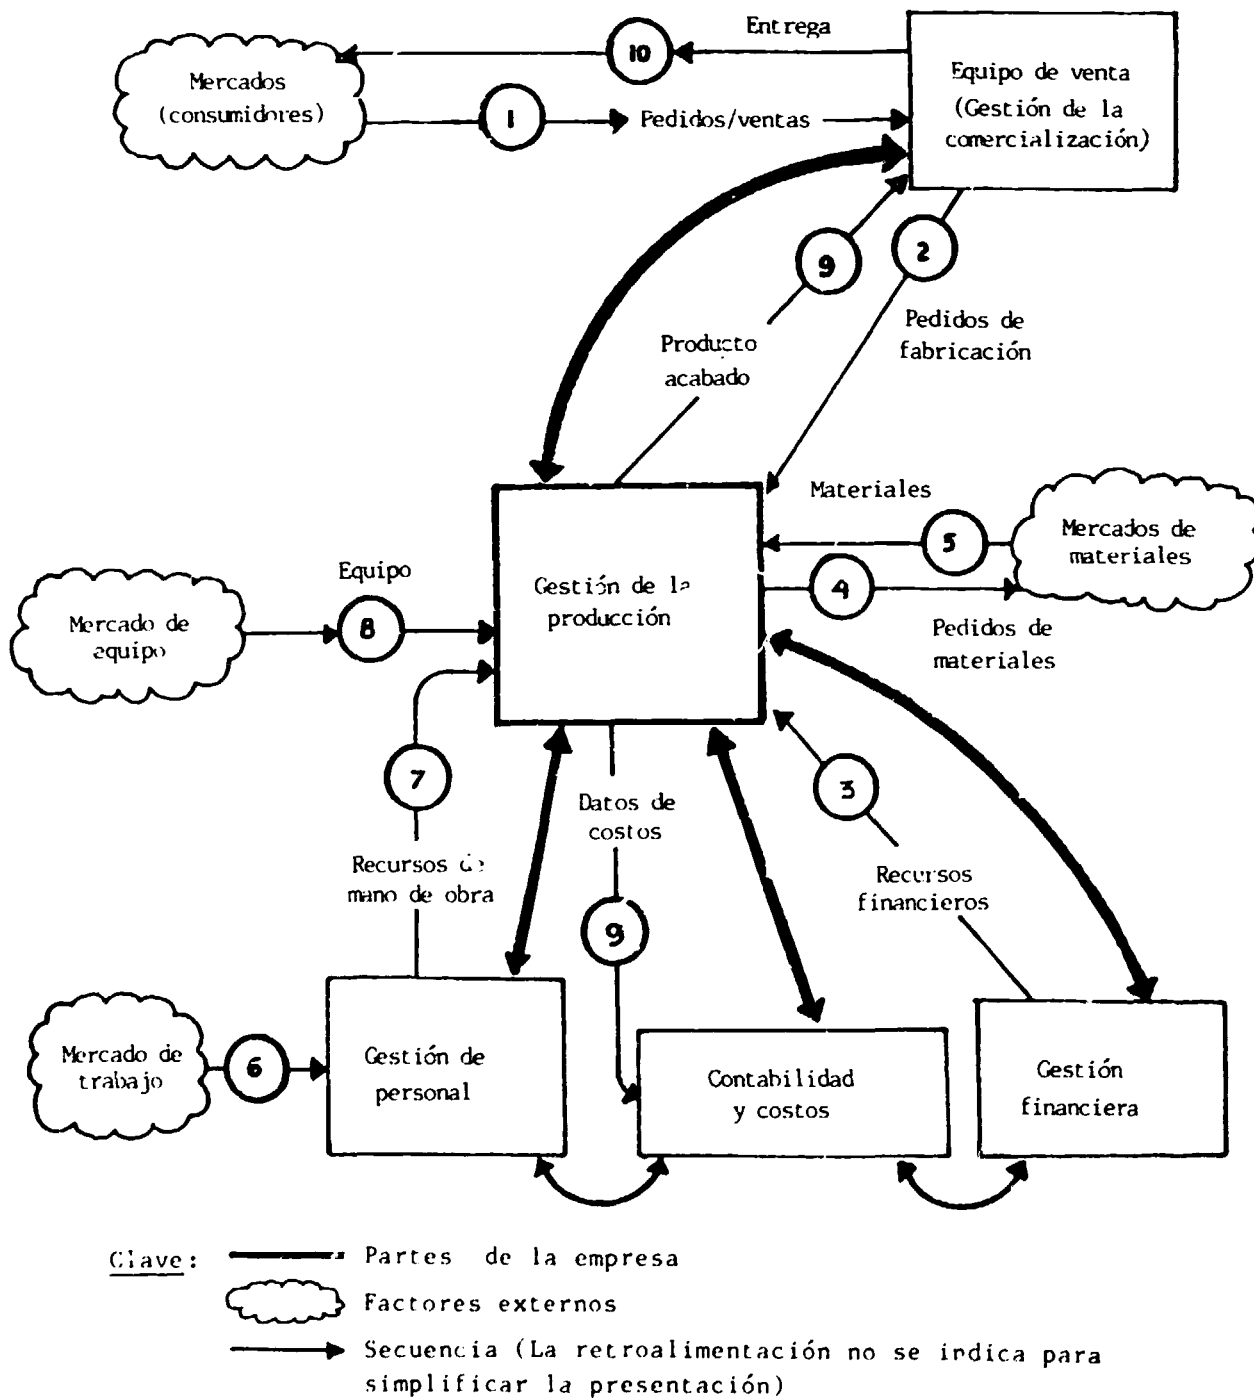 Entrega
10
Mercados
(consumidores)
1
Pedidos/ventas
Equipo de venta
(Gestión de la
comercialización)
9
2
Producto
acabado
Pedidos de
fabricación
Materiales
5
Mercados de
materiales
4
Pedidos de
materiales
Equipo
8
Mercado de
equipo
Gestión de la
producción
7
3
Datos de
costos
Recursos de
mano de obra
Recursos
financieros
9
Mercado de
trabajo
6
Gestión de
personal
Contabilidad
y costos
Gestión
financiera
Clave:
Partes de la empresa
Factores externos
Secuencia (La retroalimentación no se indica para
simplificar la presentación)